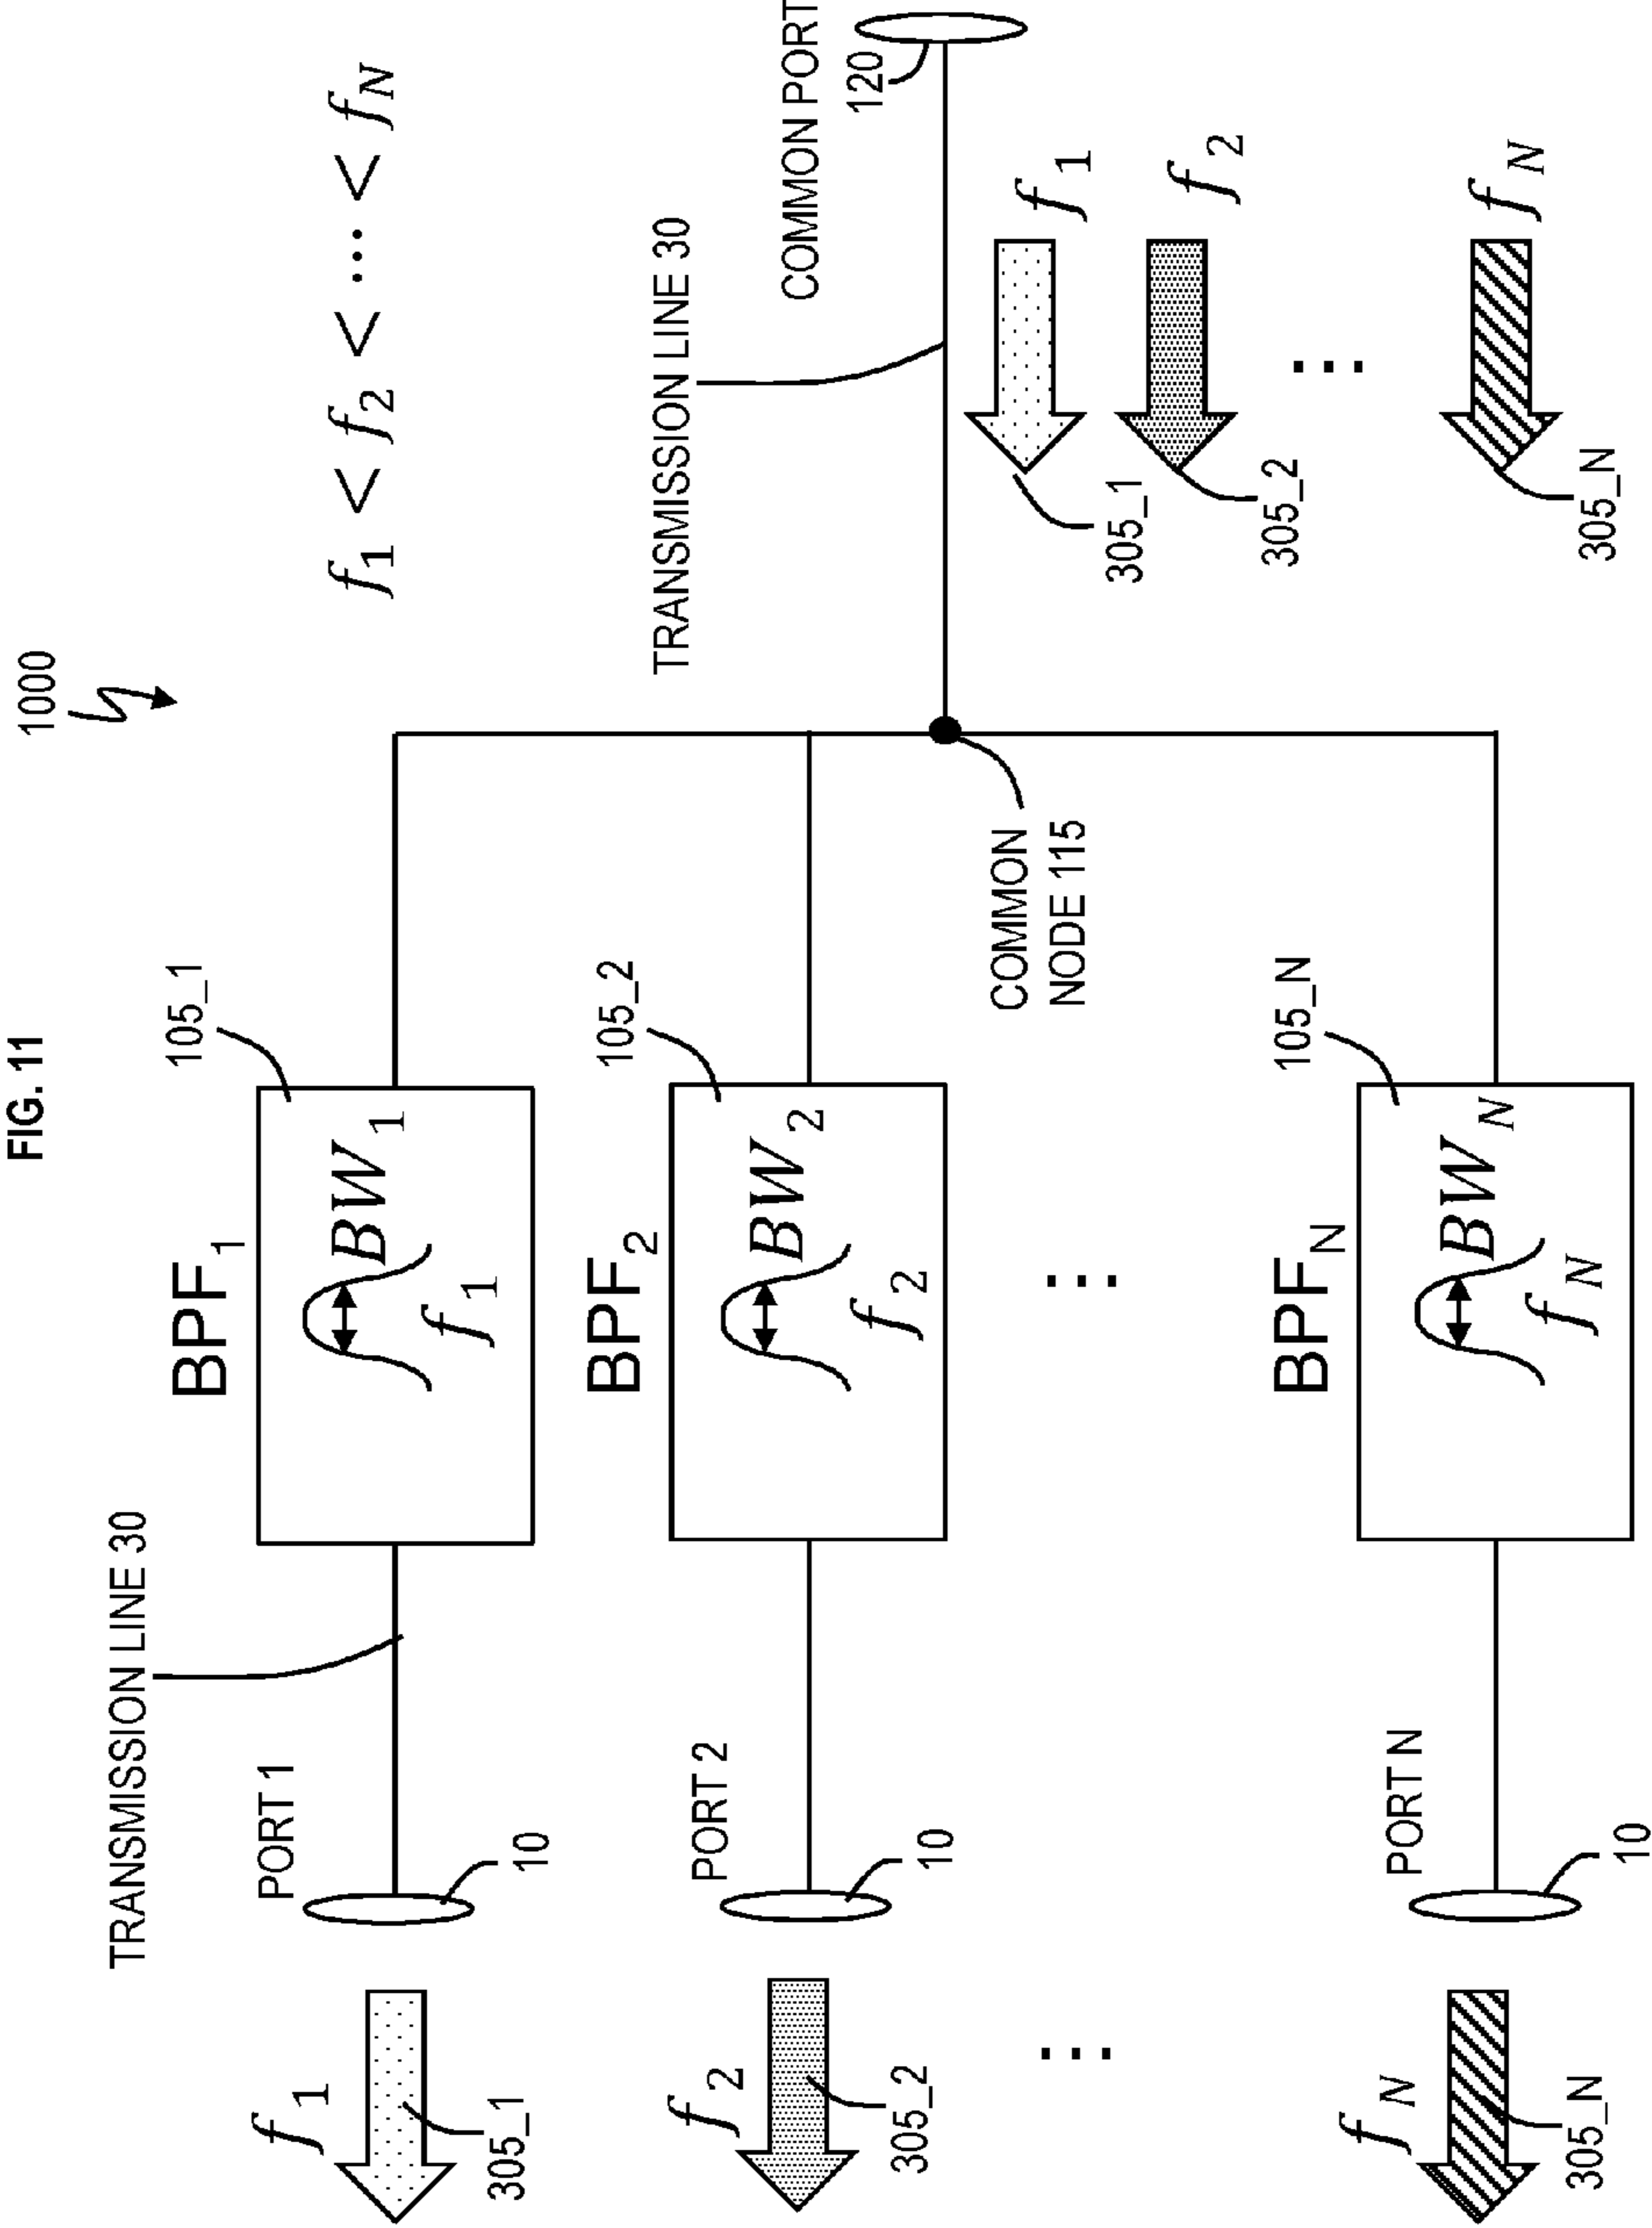 FIG. 11
1000
f1 < f2 < ... < fN
TRANSMISSION LINE 30
TRANSMISSION LINE 30
COMMON PORT
120
PORT 1
10
BPF1
105_1
BW1
f1
f1
305_1
PORT 2
10
BPF2
105_2
BW2
f2
f2
305_2
COMMON
NODE 115
f1
305_1
f2
305_2
...
fN
305_N
...
...
PORT N
10
BPFN
105_N
BWN
fN
fN
305_N